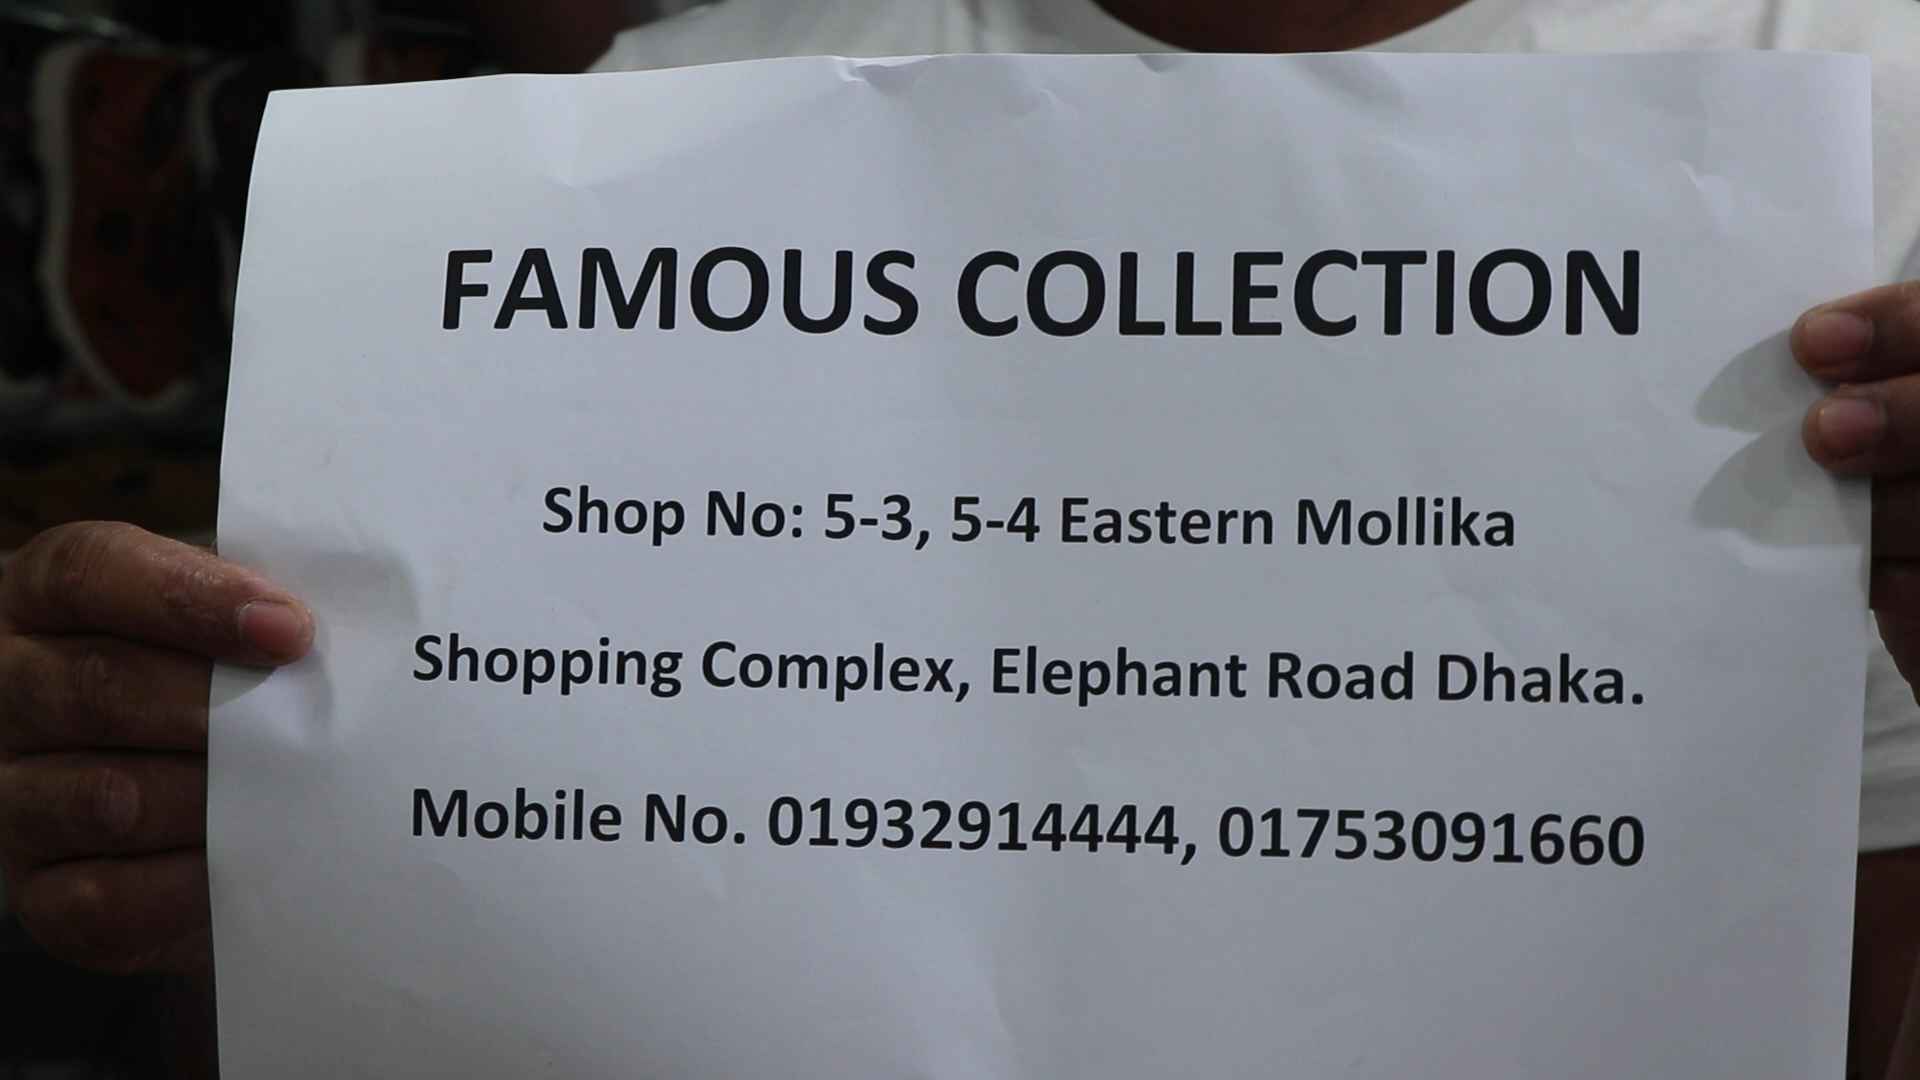 FAMOUS COLLECTION
Shop No: 5-3, 5-4 Eastern Mollika
Shopping Complex, Elephant Road Dhaka.
Mobile No. 01932914444, 01753091660